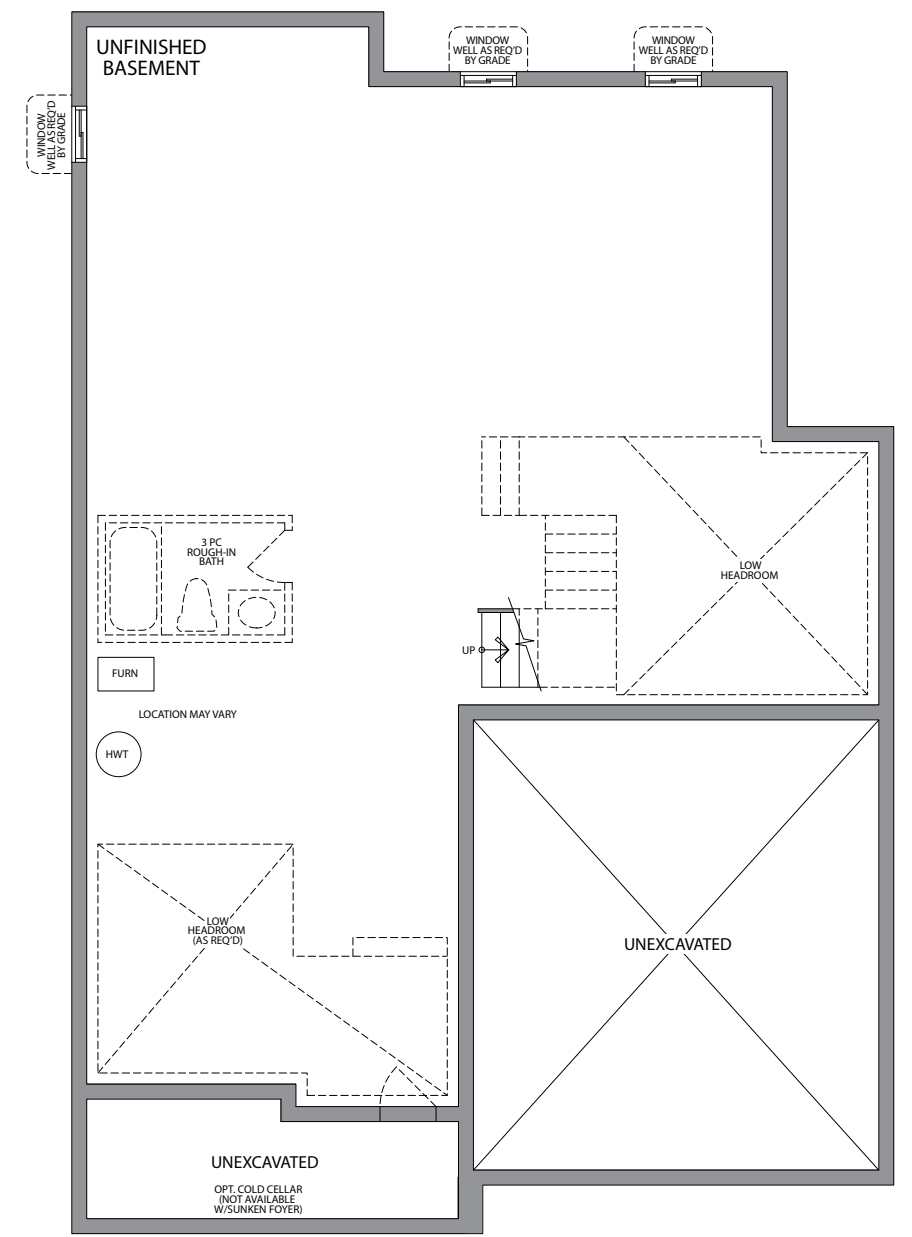 UNFINISHED
BASEMENT
WINDOW
WELL AS REQ'D
BY GRADE
WINDOW
WELL AS REQ'D
BY GRADE
WINDOW
WELL AS REQ'D
BY GRADE
3 PC
ROUGH-IN
BATH
LOW
HEADROOM
UP
FURN
LOCATION MAY VARY
HWT
LOW
HEADROOM
(AS REQ'D)
UNEXCAVATED
UNEXCAVATED
OPT. COLD CELLAR
(NOT AVAILABLE
W/SUNKEN FOYER)